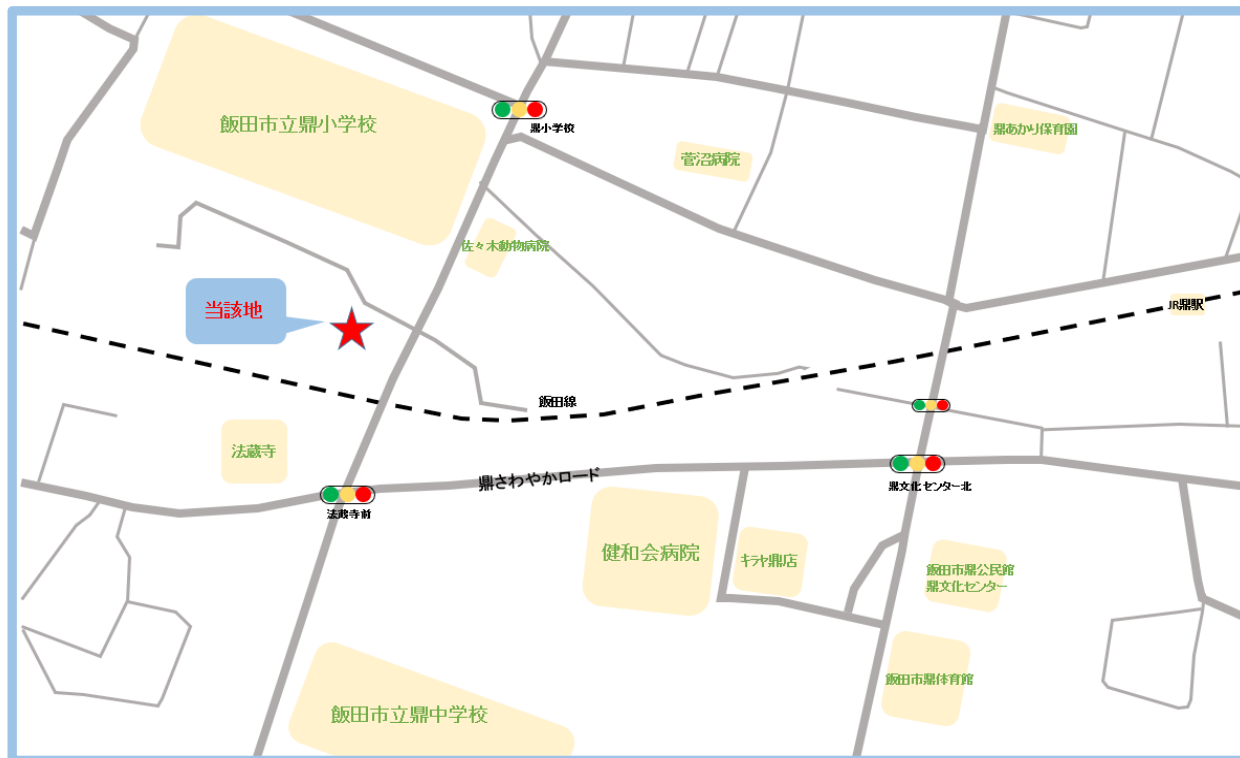 飯田市立鼎小学校
鼎小学校
鼎あかり保育園
菅沼病院
佐々木動物病院
当該地
JR鼎駅
飯田線
法蔵寺
鼎さわやかロード
法蔵寺前
鼎文化センター北
健和会病院
キラヤ鼎店
飯田市鼎公民館
鼎文化センター
飯田市鼎体育館
飯田市立鼎中学校